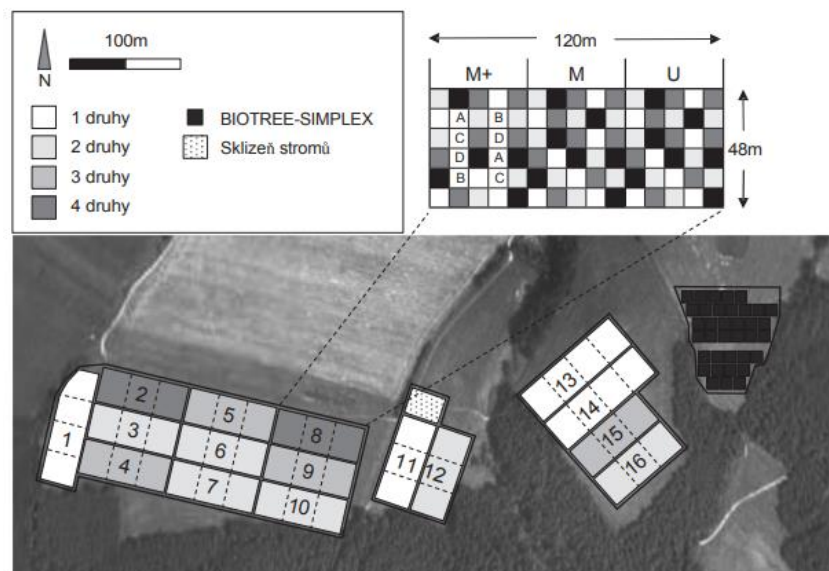 100m
N
1 druhy
2 druhy
3 druhy
4 druhy
BIOTREE-SIMPLEX
Sklizeň stromů
120m
M+ M U
A B
C D
D A
B C
48m
1
2
3
4
5
6
7
8
9
10
11
12
13
14
15
16